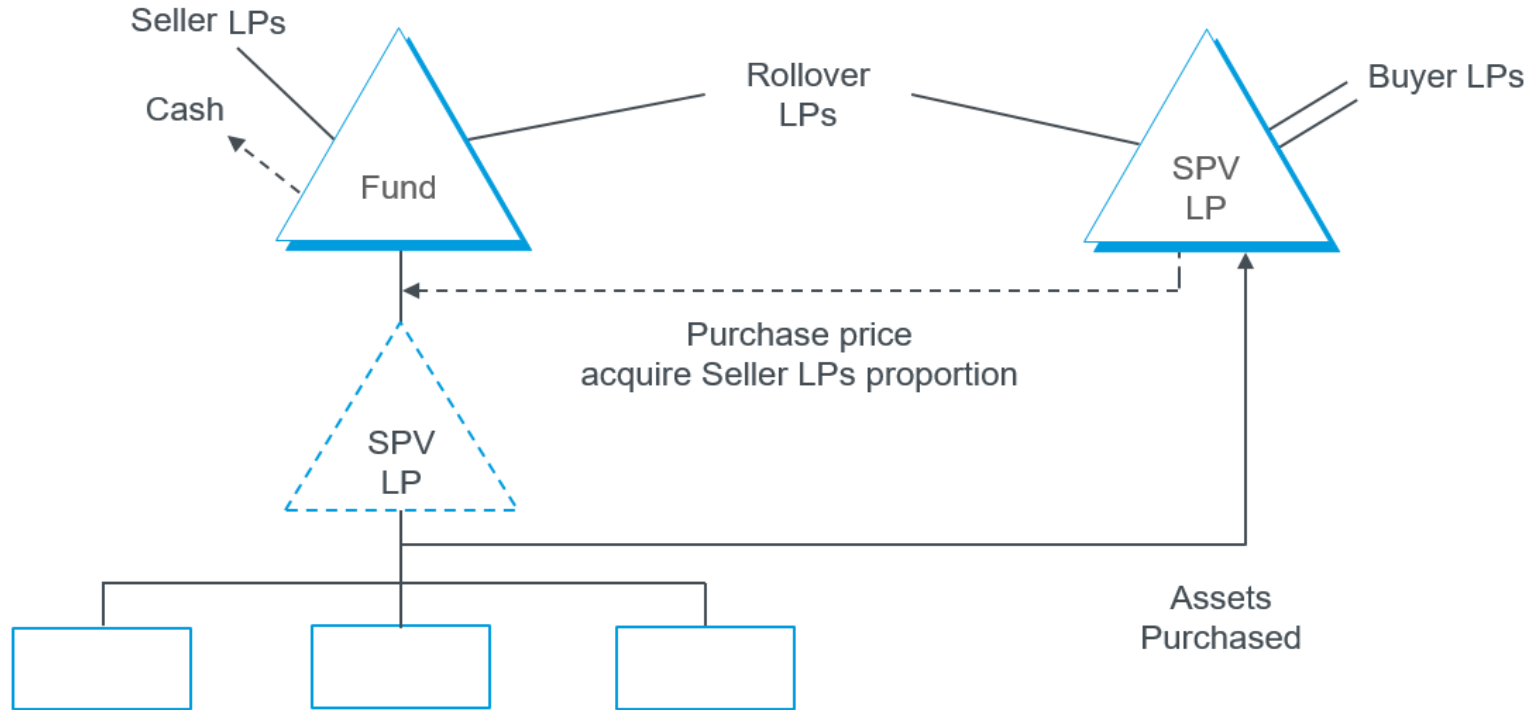 Seller LPs
Cash
Fund
Rollover
LPs
Buyer LPs
SPV
LP
Purchase price
acquire Seller LPs proportion
SPV
LP
Assets
Purchased